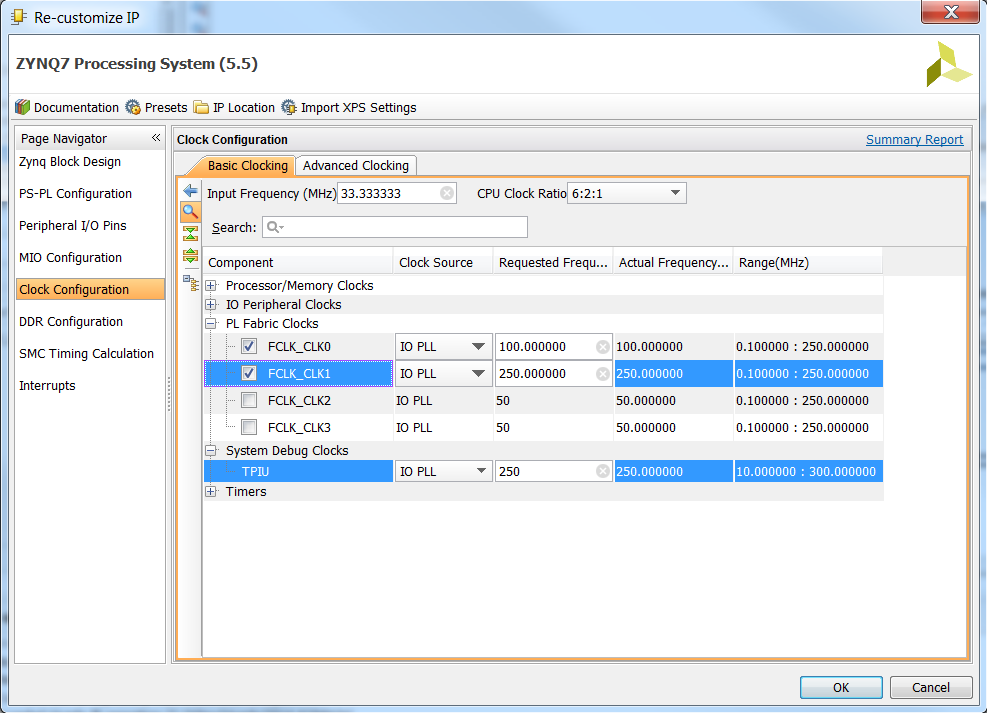 Re-customize IP
ZYNQ7 Processing System (5.5)
Documentation Presets IP Location Import XPS Settings
Page Navigator «
Zynq Block Design
PS-PL Configuration
Peripheral I/O Pins
MIO Configuration
Clock Configuration
DDR Configuration
SMC Timing Calculation
Interrupts
Clock Configuration Summary Report
Basic Clocking Advanced Clocking
Input Frequency (MHz) 33.333333 CPU Clock Ratio 6:2:1
Search:
Component Clock Source Requested Frequ... Actual Frequency... Range(MHz)
Processor/Memory Clocks
IO Peripheral Clocks
PL Fabric Clocks
FCLK_CLK0 IO PLL 100.000000 100.000000 0.100000 : 250.000000
FCLK_CLK1 IO PLL 250.000000 250.000000 0.100000 : 250.000000
FCLK_CLK2 IO PLL 50 50.000000 0.100000 : 250.000000
FCLK_CLK3 IO PLL 50 50.000000 0.100000 : 250.000000
System Debug Clocks
TPIU IO PLL 250 250.000000 10.000000 : 300.000000
Timers
OK Cancel